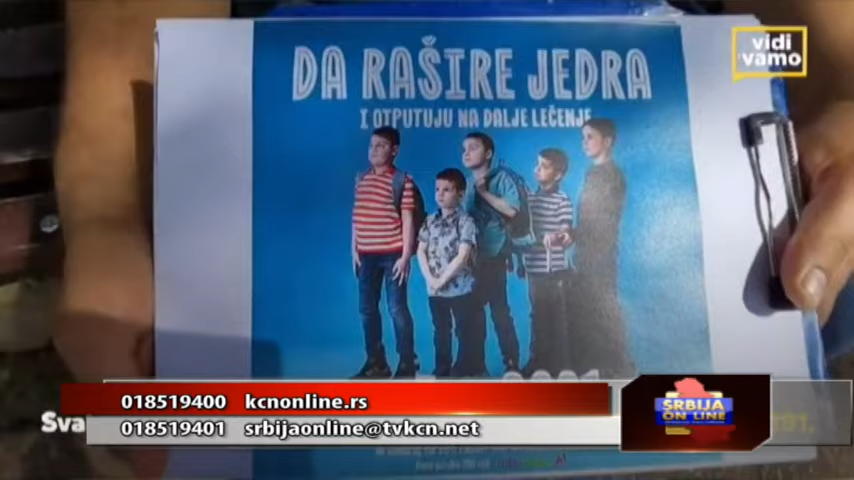 vidi
vamo
DA RAŠIRE JEDRA
I OTPUTUJU NA DALJE LEČENJE
018519400 kcnonline.rs
018519401 srbijaonline@tvkcn.net
SRBIJA
ON LINE
Sva